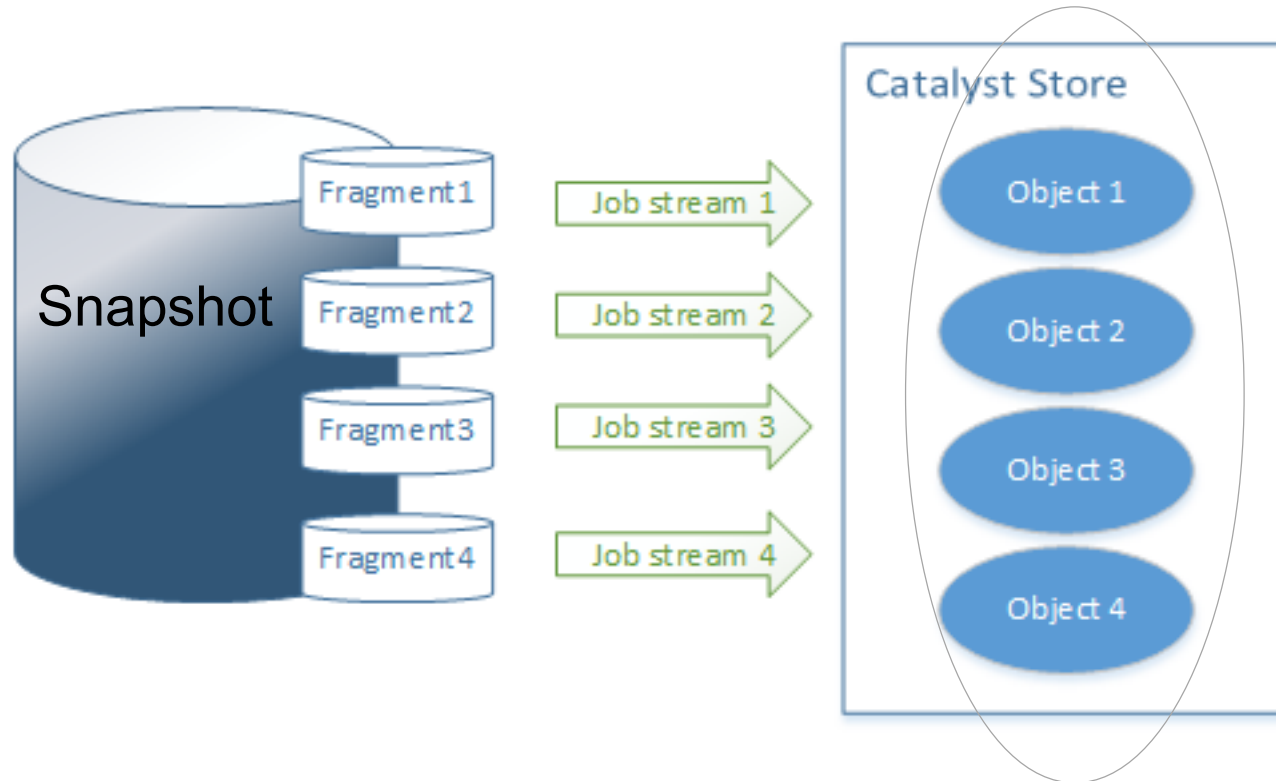 Catalyst Store
Snapshot
Fragment1
Fragment2
Fragment3
Fragment4
Job stream 1
Job stream 2
Job stream 3
Job stream 4
Object 1
Object 2
Object 3
Object 4